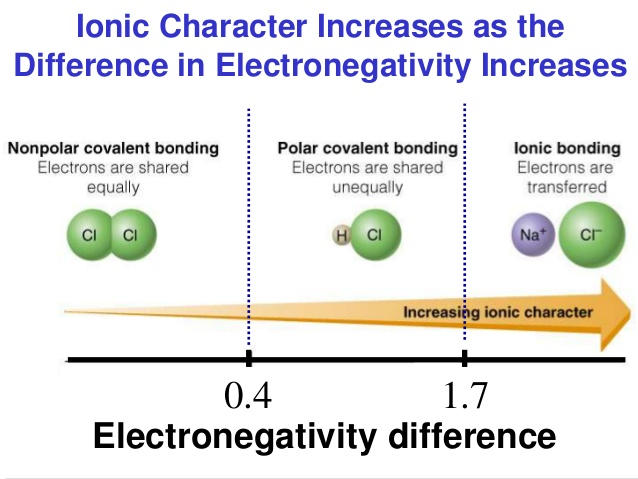 Ionic Character Increases as the
Difference in Electronegativity Increases
Nonpolar covalent bonding
Electrons are shared
equally
Cl Cl
Polar covalent bonding
Electrons are shared
unequally
H Cl
Ionic bonding
Electrons are
transferred
Na⁺ Cl⁻
Increasing ionic character
0.4 1.7
Electronegativity difference